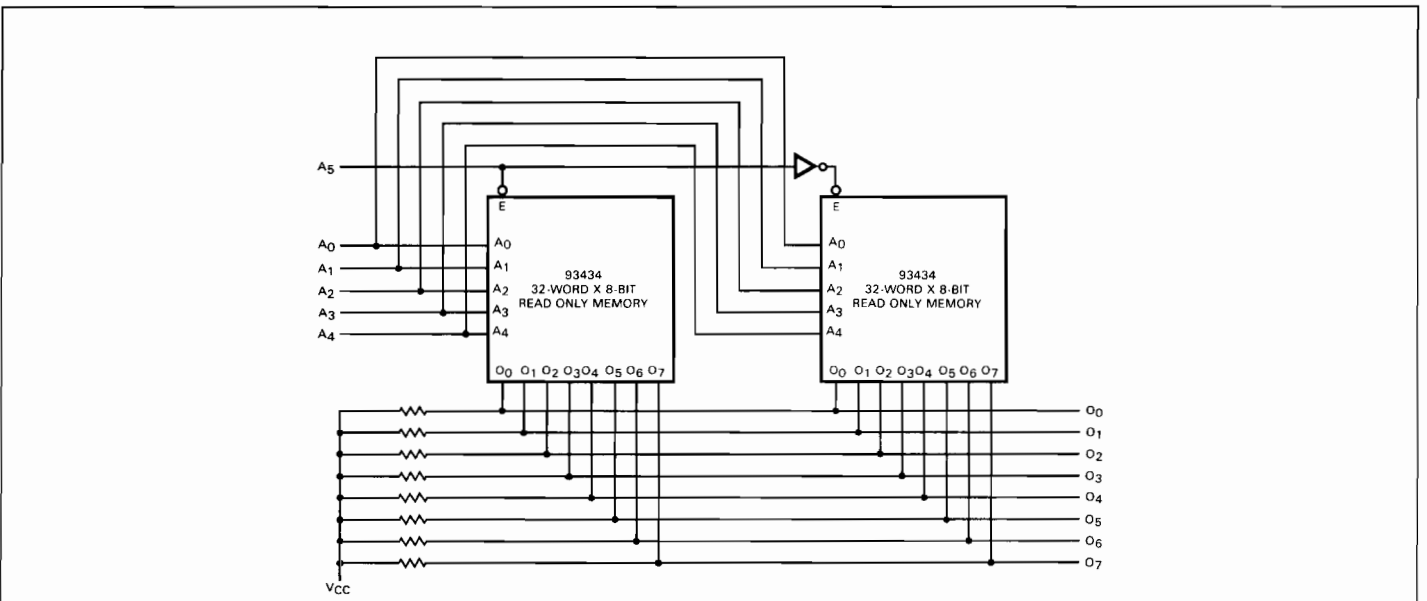 A5
E
E
A0
A1
A2
A3
A4
A0
A1
A2
A3
A4
93434
32-WORD X 8-BIT
READ ONLY MEMORY
A0
A1
A2
A3
A4
93434
32-WORD X 8-BIT
READ ONLY MEMORY
O0 O1 O2 O3 O4 O5 O6 O7
O0 O1 O2 O3 O4 O5 O6 O7
O0
O1
O2
O3
O4
O5
O6
O7
VCC